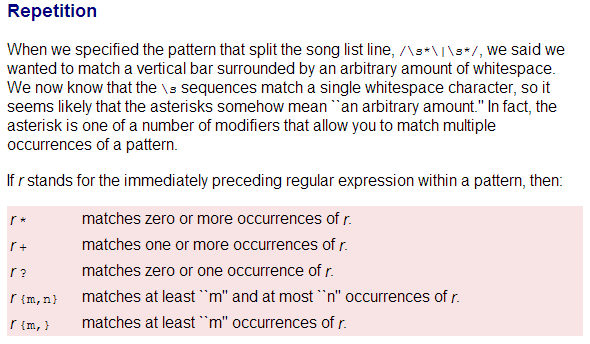 Repetition
When we specified the pattern that split the song list line, /\s*\|\s*/, we said we
wanted to match a vertical bar surrounded by an arbitrary amount of whitespace.
We now know that the \s sequences match a single whitespace character, so it
seems likely that the asterisks somehow mean ``an arbitrary amount.'' In fact, the
asterisk is one of a number of modifiers that allow you to match multiple
occurrences of a pattern.
If r stands for the immediately preceding regular expression within a pattern, then:
r * matches zero or more occurrences of r.
r + matches one or more occurrences of r.
r ? matches zero or one occurrence of r.
r {m,n} matches at least ``m'' and at most ``n'' occurrences of r.
r {m,} matches at least ``m'' occurrences of r.